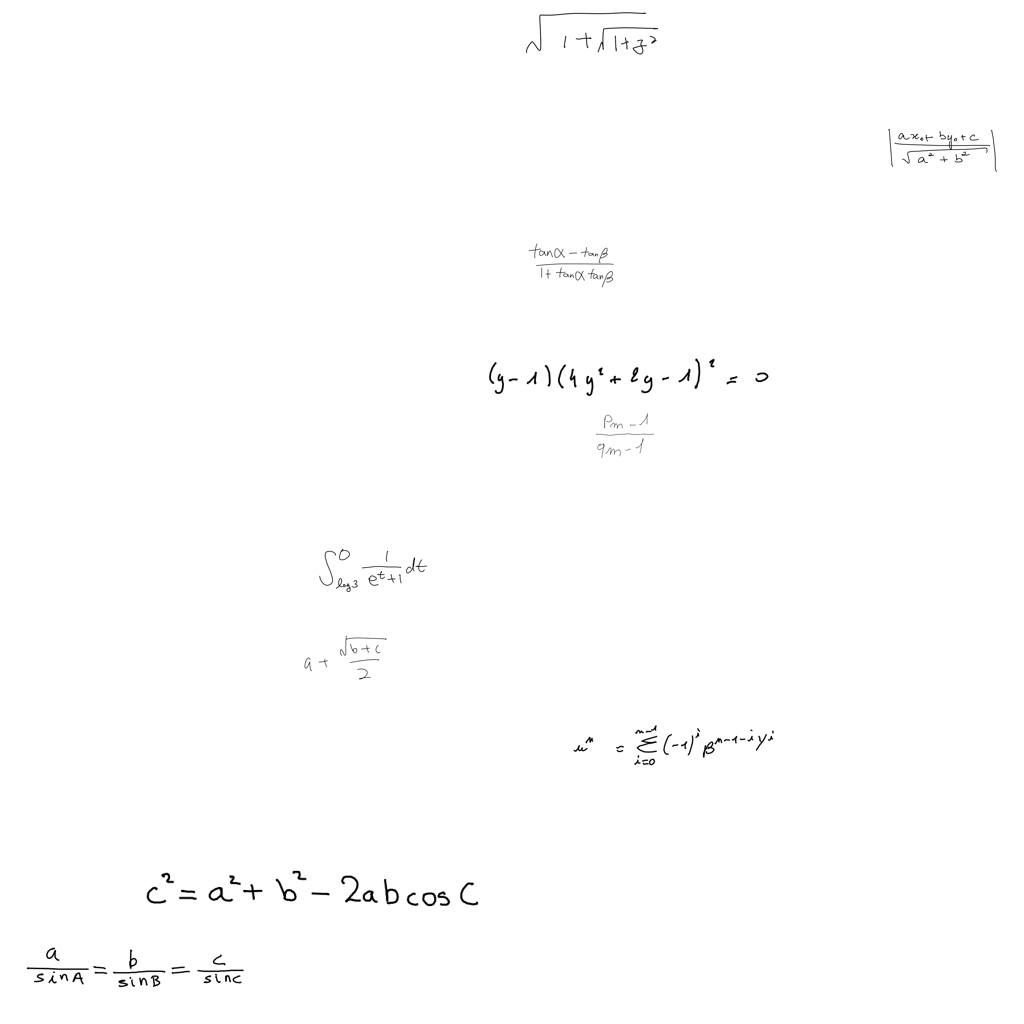 \sqrt{1+\sqrt{1+z^2}}
\left|\frac{ax_0+by_0+c}{\sqrt{a^2+b^2}}\right|
\frac{\tan\alpha-\tan\beta}{1+\tan\alpha\tan\beta}
(y-1)(4y^2+2y-1)^2=0
\frac{p_m-1}{q_m-1}
\int_{\log 3}^{0}\frac{1}{e^t+1}dt
a+\frac{\sqrt{b+c}}{2}
u^n=\sum_{i=0}^{n-1}(-1)^i\beta^{n-1-i}\gamma^i
c^2=a^2+b^2-2ab\cos C
\frac{a}{\sin A}=\frac{b}{\sin B}=\frac{c}{\sin C}